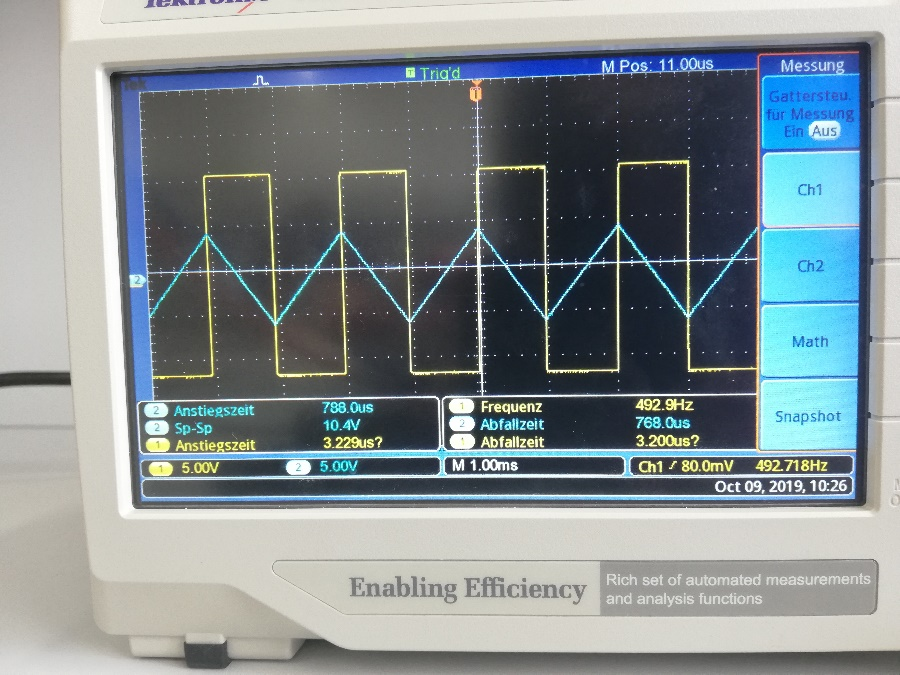 Tektronix
Trig'd
M Pos: 11.00us
Messung
Gattersteu.
für Messung
Ein Aus
Ch1
Ch2
Math
Snapshot
2
2 Anstiegszeit 788.0us
2 Sp-Sp 10.4V
1 Anstiegszeit 3.229us?
1 Frequenz 492.9Hz
2 Abfallzeit 768.0us
1 Abfallzeit 3.200us?
1 5.00V 2 5.00V M 1.00ms Ch1 80.0mV 492.718Hz
Oct 09, 2019, 10:26
Enabling Efficiency
Rich set of automated measurements
and analysis functions